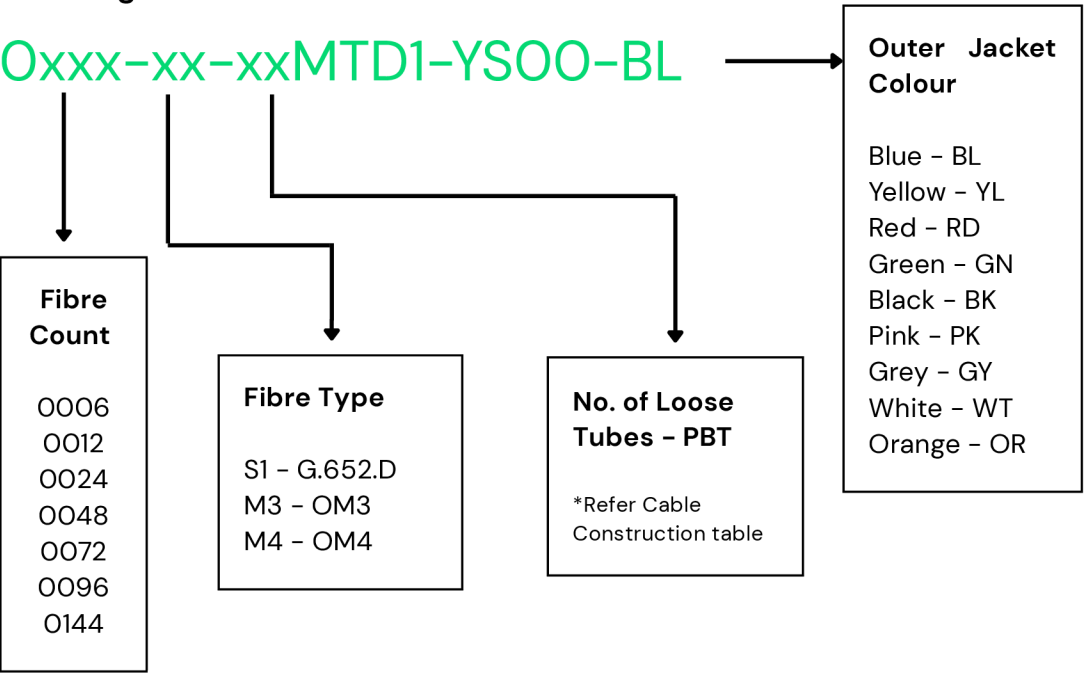 0xxx-xx-xxMTD1-YS00-BL
Outer Jacket
Colour
Blue - BL
Yellow - YL
Red - RD
Green - GN
Black - BK
Pink - PK
Grey - GY
White - WT
Orange - OR
Fibre
Count
0006
0012
0024
0048
0072
0096
0144
Fibre Type
S1 - G.652.D
M3 - OM3
M4 - OM4
No. of Loose
Tubes - PBT
*Refer Cable
Construction table